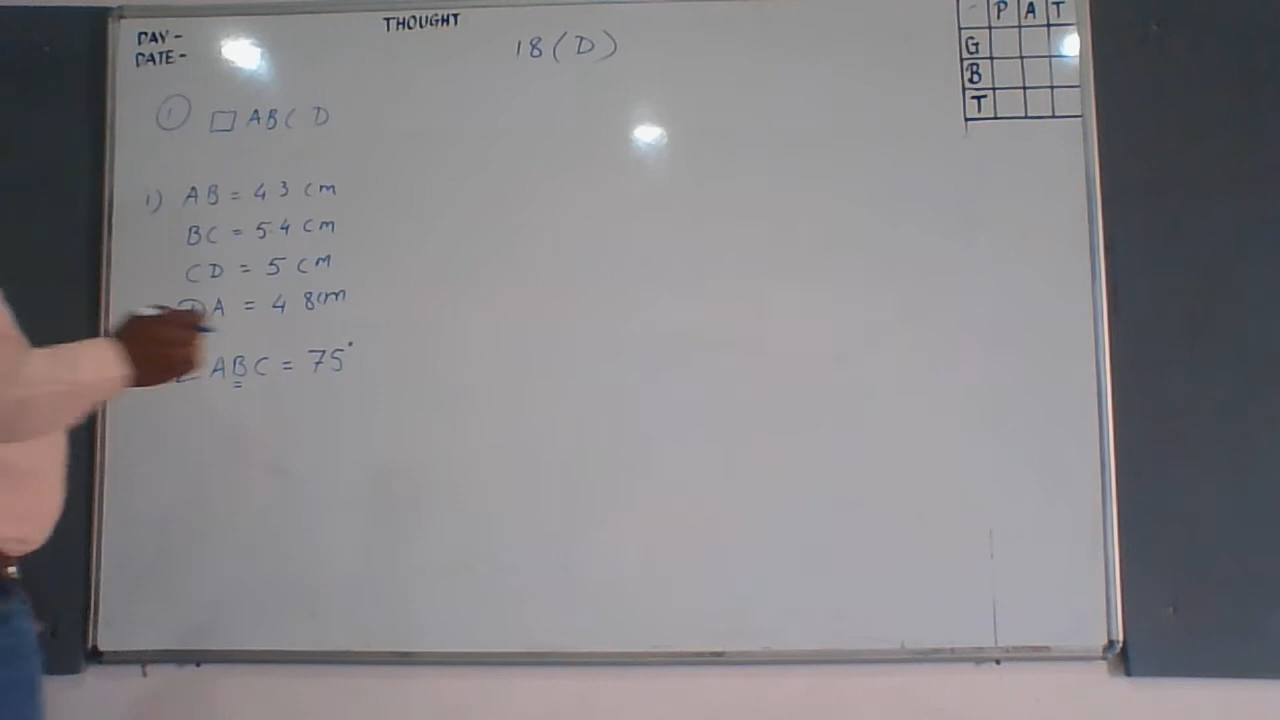 THOUGHT
DAY -
DATE -
18 (D)
P A T
G
B
T
① □ ABCD
1) AB = 4.3 cm
BC = 5.4 cm
CD = 5 cm
DA = 4.8 cm
∠ABC = 75°